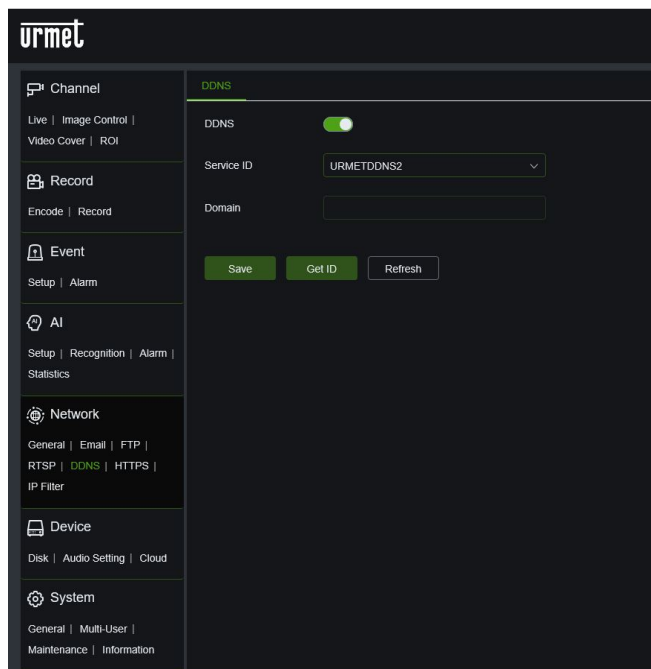 urmet
Channel
Live | Image Control |
Video Cover | ROI
Record
Encode | Record
Event
Setup | Alarm
AI
AI
Setup | Recognition | Alarm |
Statistics
Network
General | Email | FTP |
RTSP | DDNS | HTTPS |
IP Filter
Device
Disk | Audio Setting | Cloud
System
General | Multi-User |
Maintenance | Information
DDNS
DDNS
Service ID
URMETDDNS2
Domain
Save
Get ID
Refresh